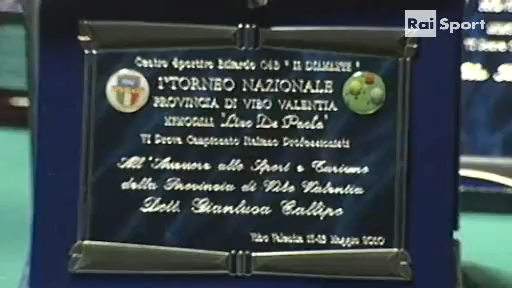 Rai Sport
Centro Sportivo Biliardo CSB "Il DIAMANTE"
1° TORNEO NAZIONALE
PROVINCIA DI VIBO VALENTIA
MEMORIAL "Lino De Paola"
VI Prova Campionato Italiano Professionisti
All'Assessore allo Sport e Turismo
della Provincia di Vibo Valentia
Dott. Gianluca Callipo
Vibo Valentia Maggio 2010